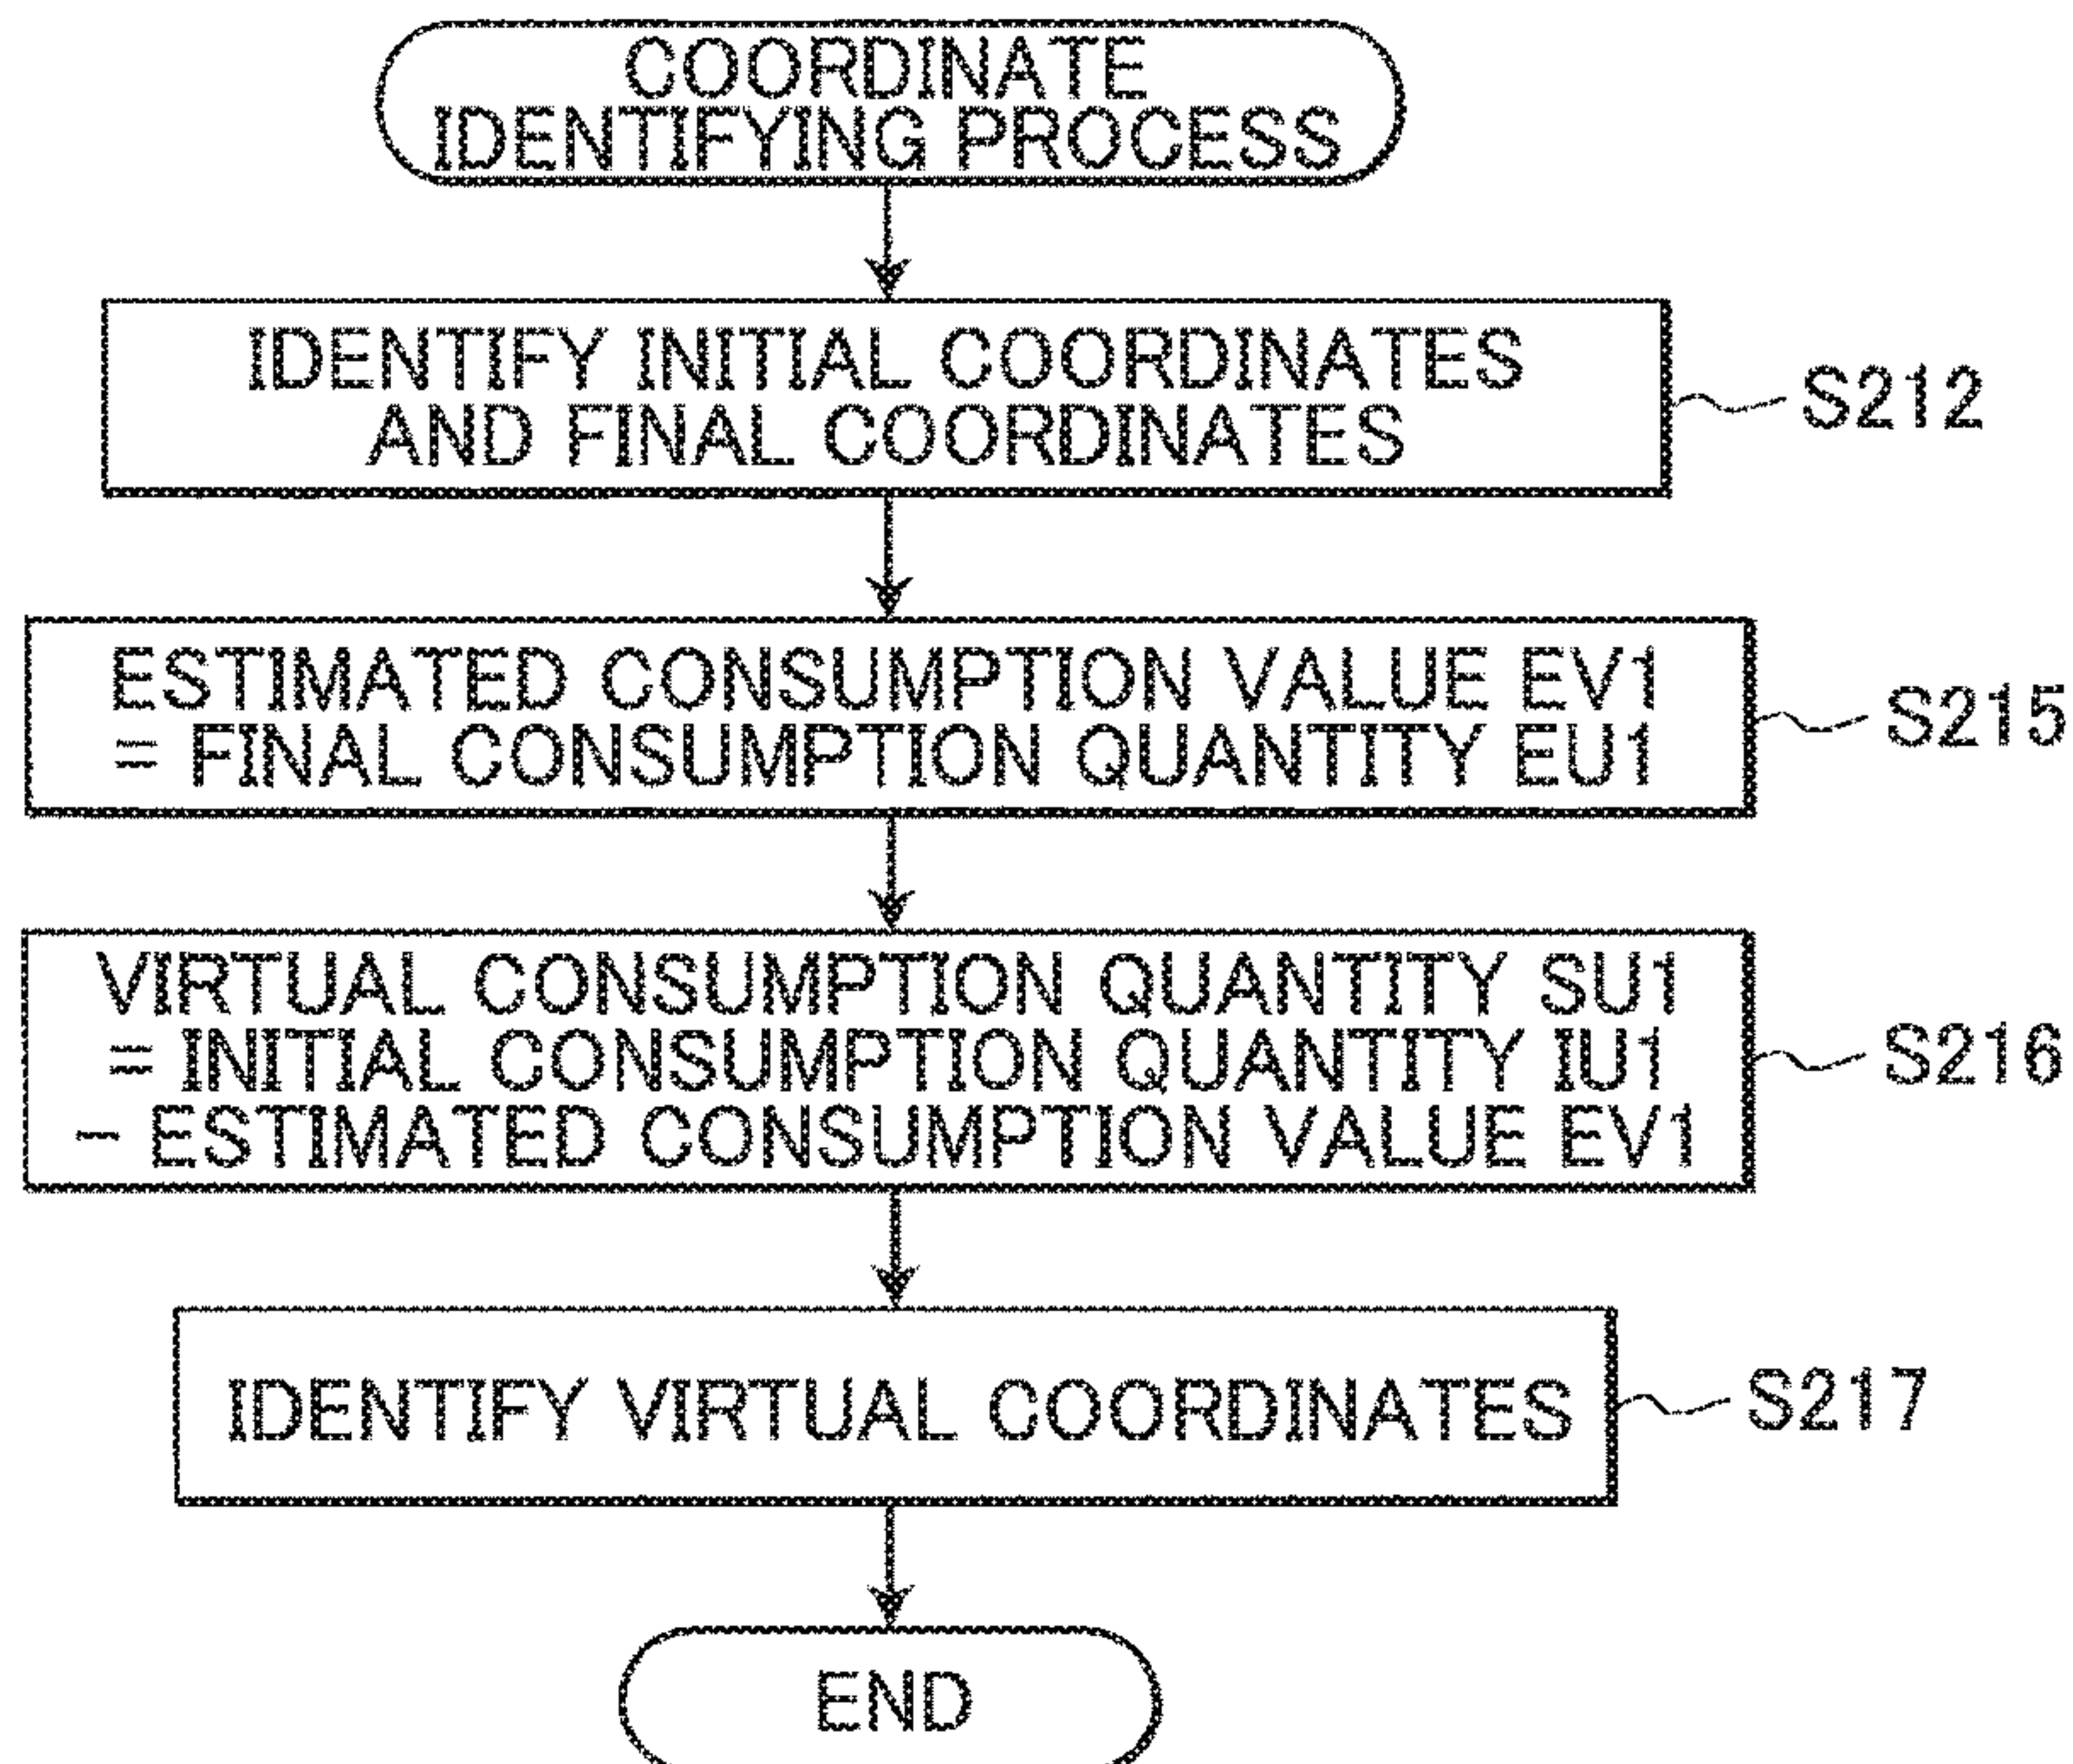 COORDINATE
IDENTIFYING PROCESS
IDENTIFY INITIAL COORDINATES
AND FINAL COORDINATES
S212
ESTIMATED CONSUMPTION VALUE EV1
= FINAL CONSUMPTION QUANTITY EU1
S215
VIRTUAL CONSUMPTION QUANTITY SU1
= INITIAL CONSUMPTION QUANTITY IU1
- ESTIMATED CONSUMPTION VALUE EV1
S216
IDENTIFY VIRTUAL COORDINATES
S217
END